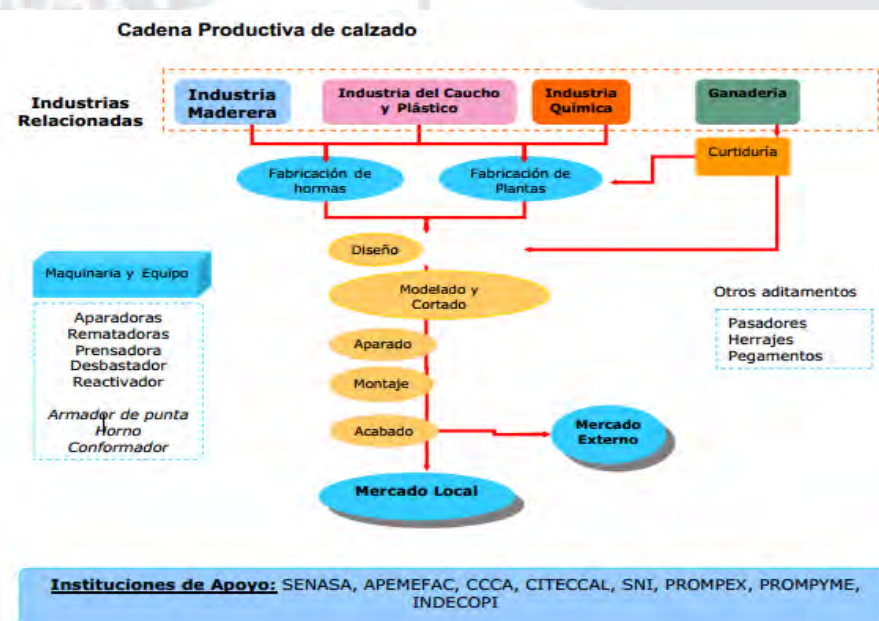 Cadena Productiva de calzado
Industrias
Relacionadas
Industria
Maderera
Industria del Caucho
y Plástico
Industria
Química
Ganadería
Curtiduría
Fabricación de
hormas
Fabricación de
Plantas
Diseño
Maquinaria y Equipo
Modelado y
Cortado
Otros aditamentos
Aparadoras
Rematadoras
Prensadora
Desbastador
Reactivador
Armador de punta
Horno
Conformador
Pasadores
Herrajes
Pegamentos
Aparado
Montaje
Acabado
Mercado
Externo
Mercado Local
Instituciones de Apoyo: SENASA, APEMEFAC, CCCA, CITECCAL, SNI, PROMPEX, PROMPYME,
INDECOPI